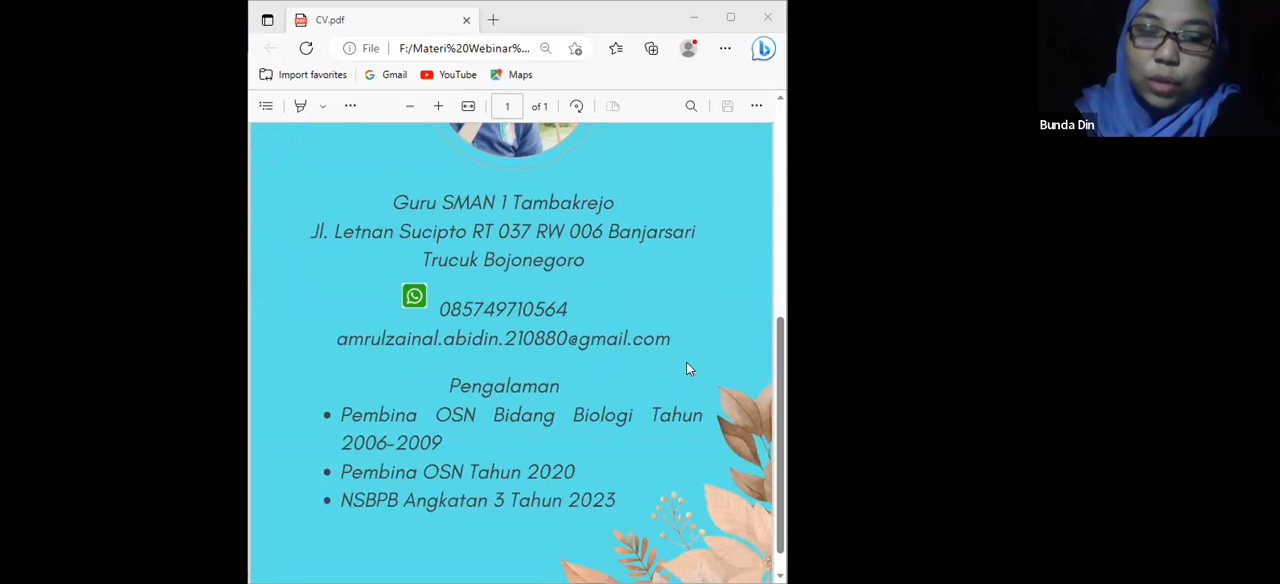 CV.pdf
File
F:/Materi%20Webinar%...
Import favorites
Gmail
YouTube
Maps
1
of 1
Bunda Din
Guru SMAN 1 Tambakrejo
Jl. Letnan Sucipto RT 037 RW 006 Banjarsari
Trucuk Bojonegoro
085749710564
amrulzainal.abidin.210880@gmail.com
Pengalaman
Pembina OSN Bidang Biologi Tahun
2006-2009
Pembina OSN Tahun 2020
NSBPB Angkatan 3 Tahun 2023